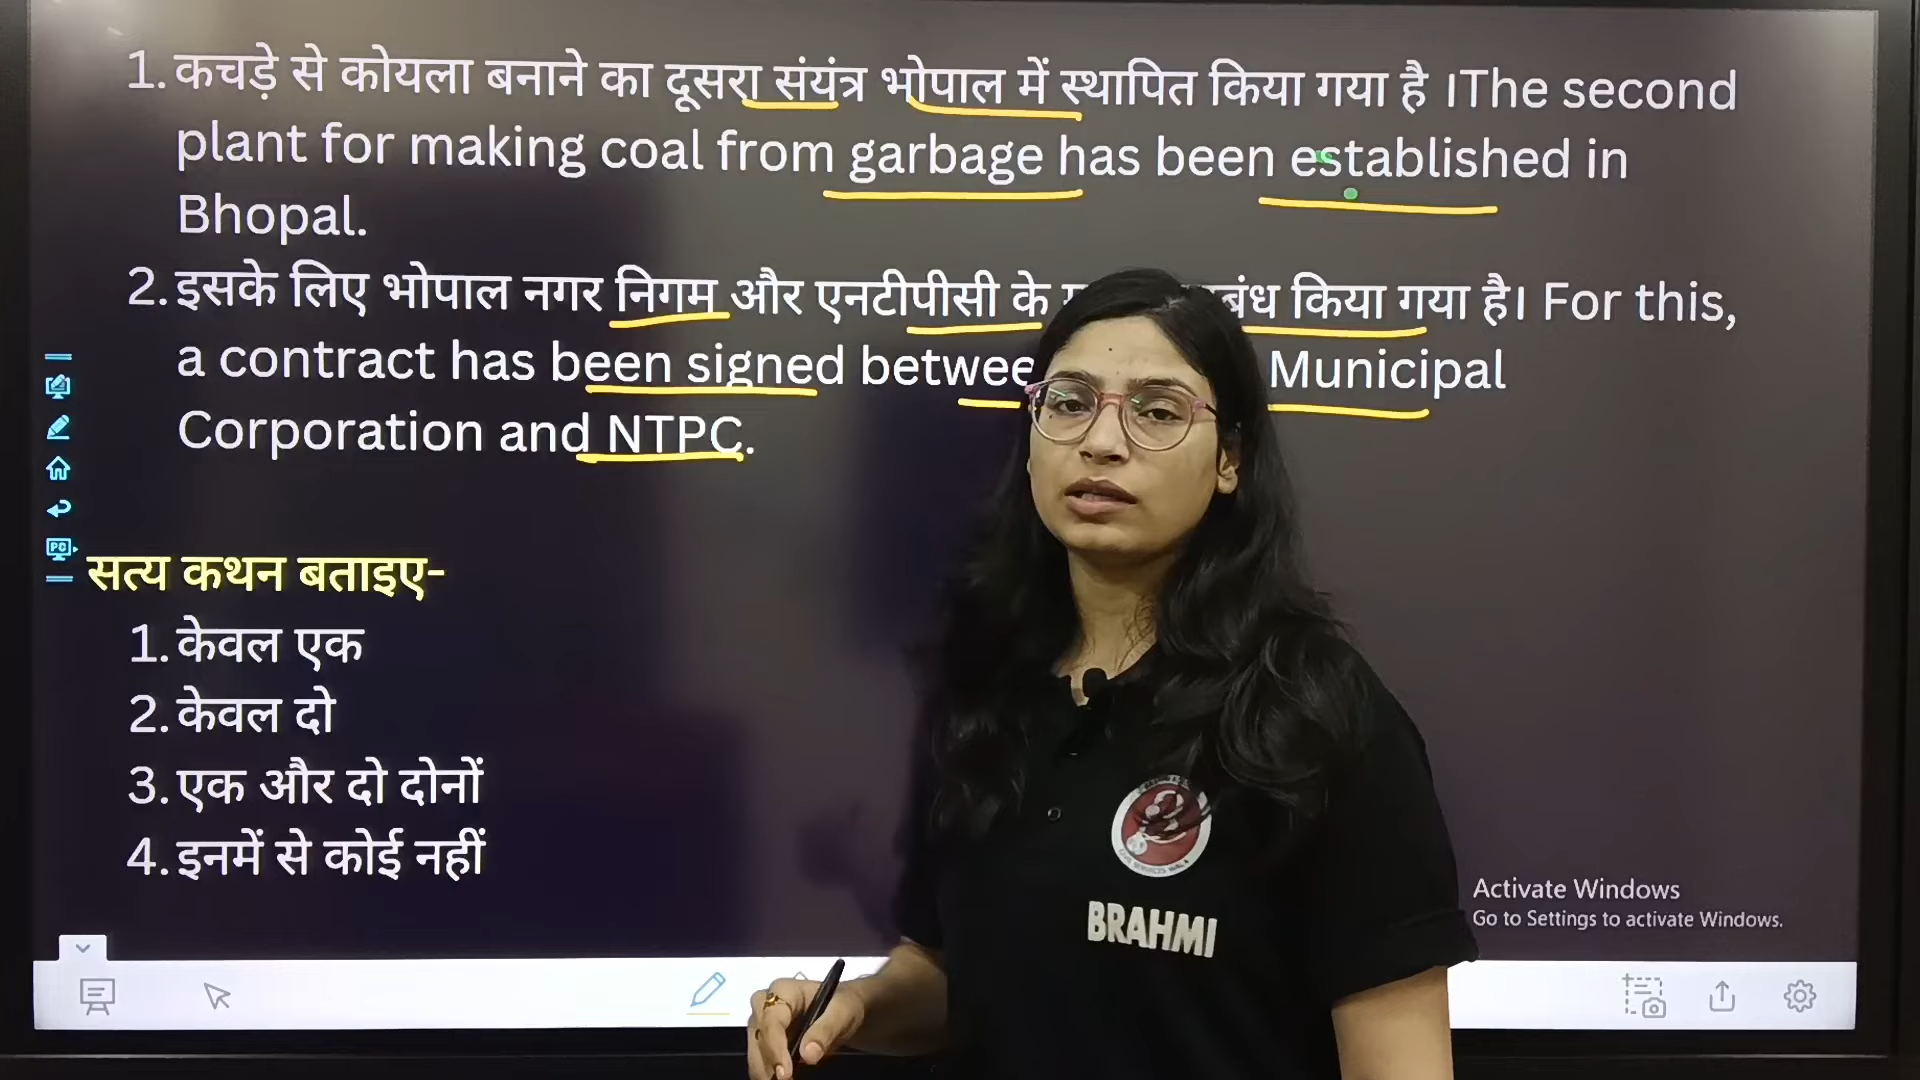 1. कचड़े से कोयला बनाने का दूसरा संयंत्र भोपाल में स्थापित किया गया है ।The second
plant for making coal from garbage has been established in
Bhopal.
2. इसके लिए भोपाल नगर निगम और एनटीपीसी के किया गया है। For this,
a contract has been signed Municipal
Corporation and NTPC.
सत्य कथन बताइए-
1. केवल एक
2. केवल दो
3. एक और दो दोनों
4. इनमें से कोई नहीं
PC
BRAHMI
Activate Windows
Go to Settings to activate Windows.